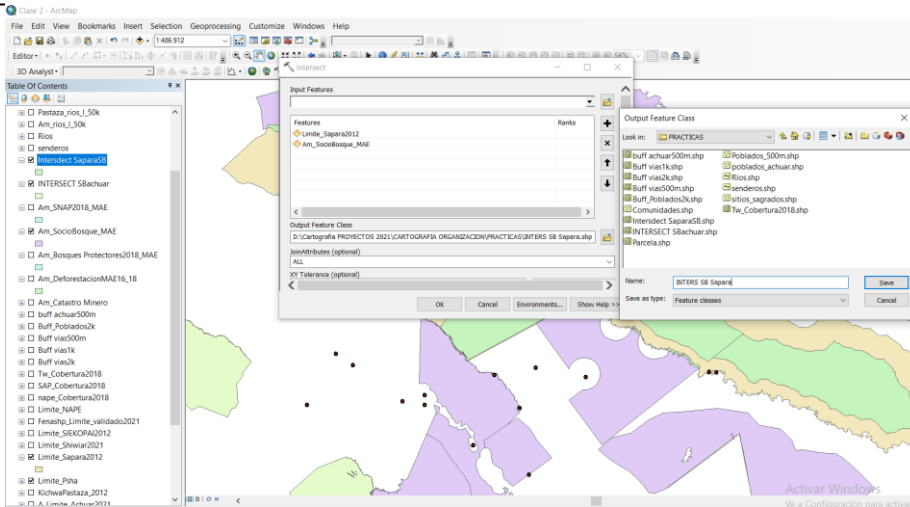 Clase 2 - ArcMap
File Edit View Bookmarks Insert Selection Geoprocessing Customize Windows Help
1:486.912
Editor
3D Analyst
Table Of Contents
Pastaza_rios_l_50k
Am_rios_l_50k
Rios
senderos
Intersdect SaparaSB
INTERSECT SBachuar
Am_SNAP2018_MAE
Am_SocioBosque_MAE
Am_Bosques Protectores2018_MAE
Am_DeforestacionMAE16_18
Am_Catastro Minero
buff achuar500m
Buff_Poblados2k
Buff vias500m
Buff vias1k
Buff vias2k
Tw_Cobertura2018
SAP_Cobertura2018
nape_Cobertura2018
Limite_NAPE
Fenashp_Limite_validado2021
Limite_SIEKOPAI2012
Limite_Shiwiar2021
Limite_Sapara2012
Limite_Psha
KichwaPastaza_2012
A_Limite_Achuar2021
Intersect
Input Features
Features Ranks
Limite_Sapara2012
Am_SocioBosque_MAE
Output Feature Class
D:\Cartografia PROYECTOS 2021\CARTOGRAFIA ORGANIZACION\PRACTICAS\INTERS SB Sapara.shp
JoinAttributes (optional)
ALL
XY Tolerance (optional)
OK Cancel Environments... Show Help >>
Output Feature Class
Look in: PRACTICAS
buff achuar500m.shp Poblados_500m.shp
Buff vias1k.shp poblados_achuar.shp
Buff vias2k.shp Rios.shp
Buff vias500m.shp senderos.shp
Buff_Poblados2k.shp sitios_sagrados.shp
Comunidades.shp Tw_Cobertura2018.shp
Intersdect SaparaSB.shp
INTERSECT SBachuar.shp
Parcela.shp
Name: INTERS SB Sapara Save
Save as type: Feature classes Cancel
Activar Windows
Ve a Configuración para activar